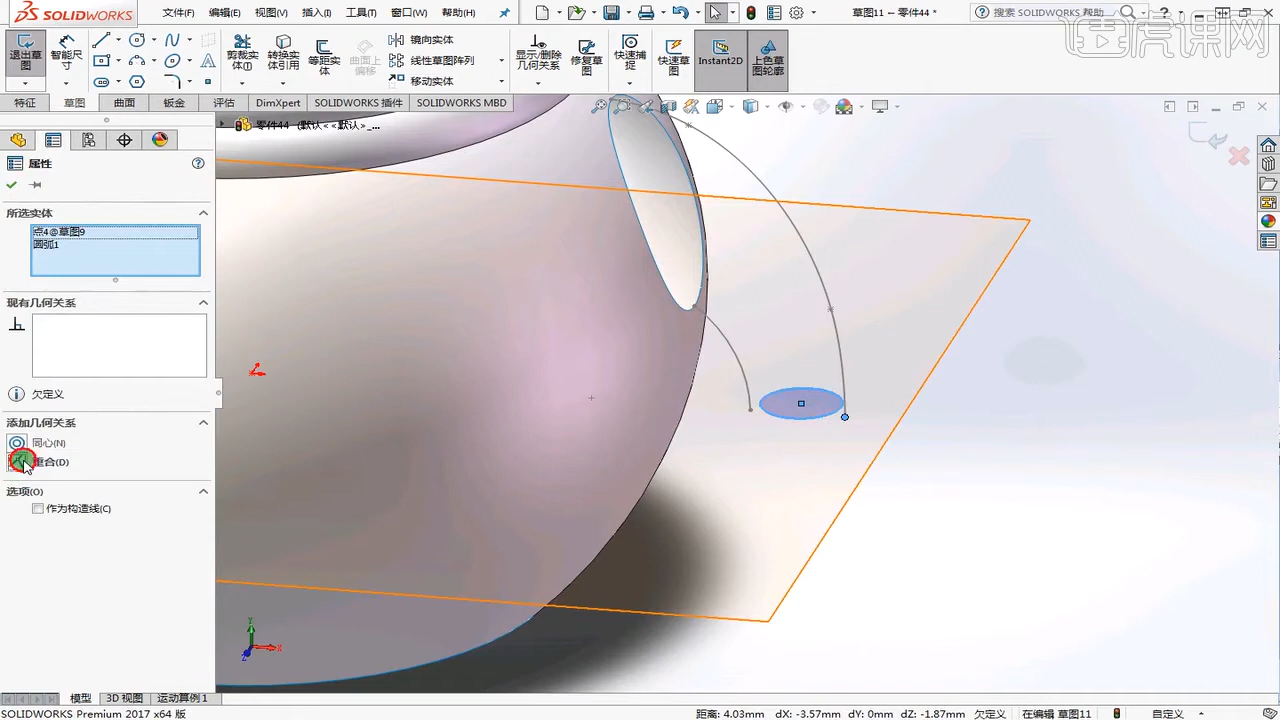 SOLIDWORKS 文件(F) 编辑(E) 视图(V) 插入(I) 工具(T) 窗口(W) 帮助(H) 草图11 - 零件44 * 搜索 SOLIDWORKS 帮助
虎课网
退出草图 智能尺寸 剪裁实体(I) 转换实体引用 等距实体 曲面上偏移 镜向实体 线性草图阵列 移动实体 显示/删除几何关系 修复草图 快速捕捉 快速草图 Instant2D 上色草图轮廓
特征 草图 曲面 钣金 评估 DimXpert SOLIDWORKS 插件 SOLIDWORKS MBD
零件44 (默认<<默认>_...
属性
所选实体
点4@草图9
圆弧1
现有几何关系
欠定义
添加几何关系
同心(N)
重合(D)
选项(O)
作为构造线(C)
Y
X
Z
模型 3D 视图 运动算例 1
SOLIDWORKS Premium 2017 x64 版 距离: 4.03mm dX: -3.57mm dY: 0mm dZ: -1.87mm 欠定义 在编辑 草图11 自定义